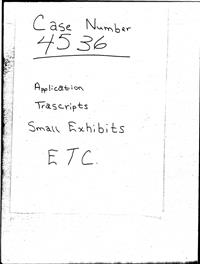 Case Number
4536
Application
Trascripts
Small Exhibits
ETC.